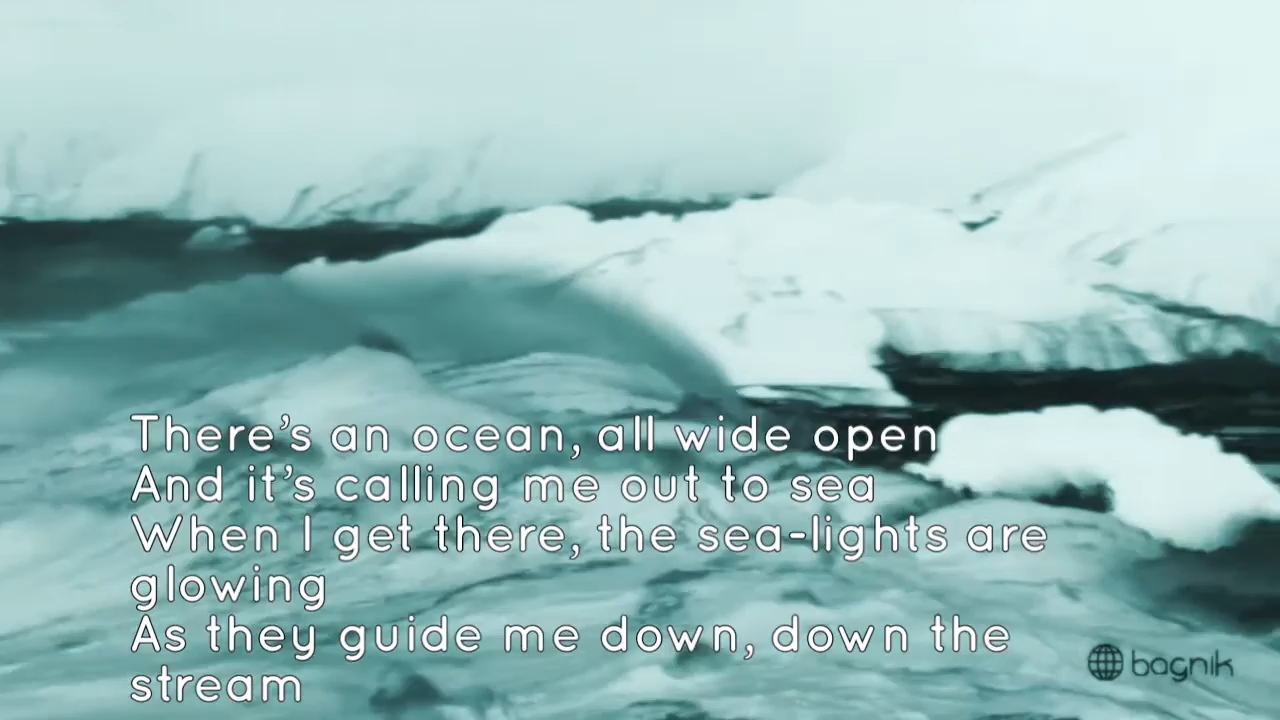 There's an ocean, all wide open
And it's calling me out to sea
When I get there, the sea-lights are
glowing
As they guide me down, down the
stream
bagnik